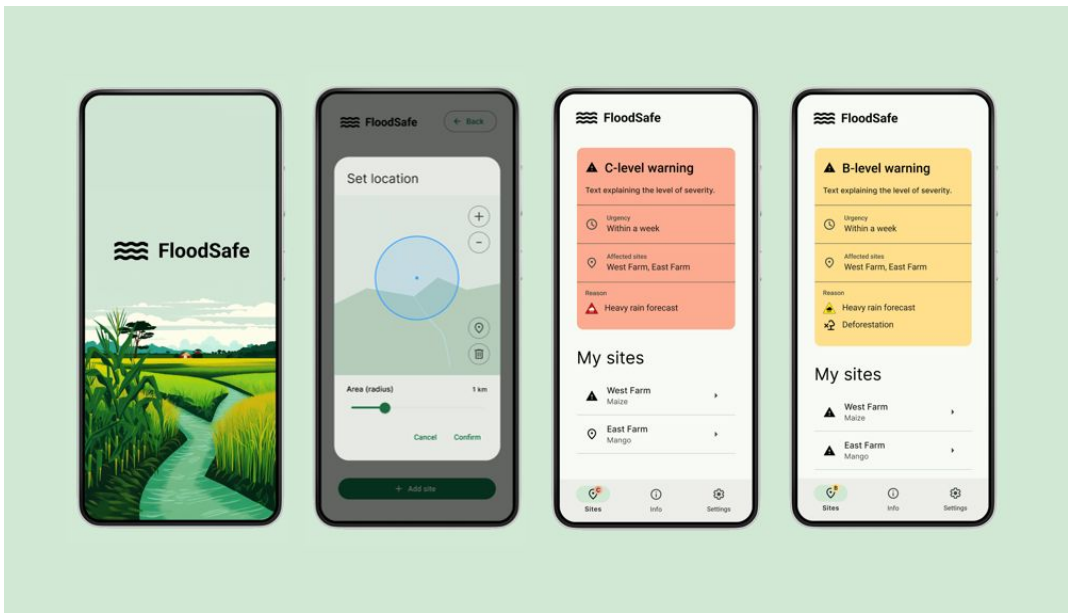 FloodSafe
FloodSafe
← Back
Set location
+
−
Area (radius) 1 km
Cancel Confirm
+ Add site
FloodSafe
C-level warning
Text explaining the level of severity.
Urgency
Within a week
Affected sites
West Farm, East Farm
Reason
Heavy rain forecast
My sites
West Farm
Maize
East Farm
Mango
C
Sites Info Settings
FloodSafe
B-level warning
Text explaining the level of severity.
Urgency
Within a week
Affected sites
West Farm, East Farm
Reason
Heavy rain forecast
Deforestation
My sites
West Farm
Maize
East Farm
Mango
B
Sites Info Settings